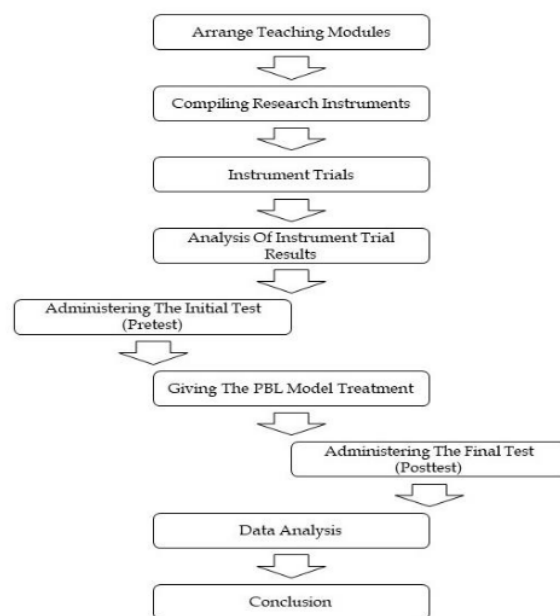 Arrange Teaching Modules
Compiling Research Instruments
Instrument Trials
Analysis Of Instrument Trial
Results
Administering The Initial Test
(Pretest)
Giving The PBL Model Treatment
Administering The Final Test
(Posttest)
Data Analysis
Conclusion